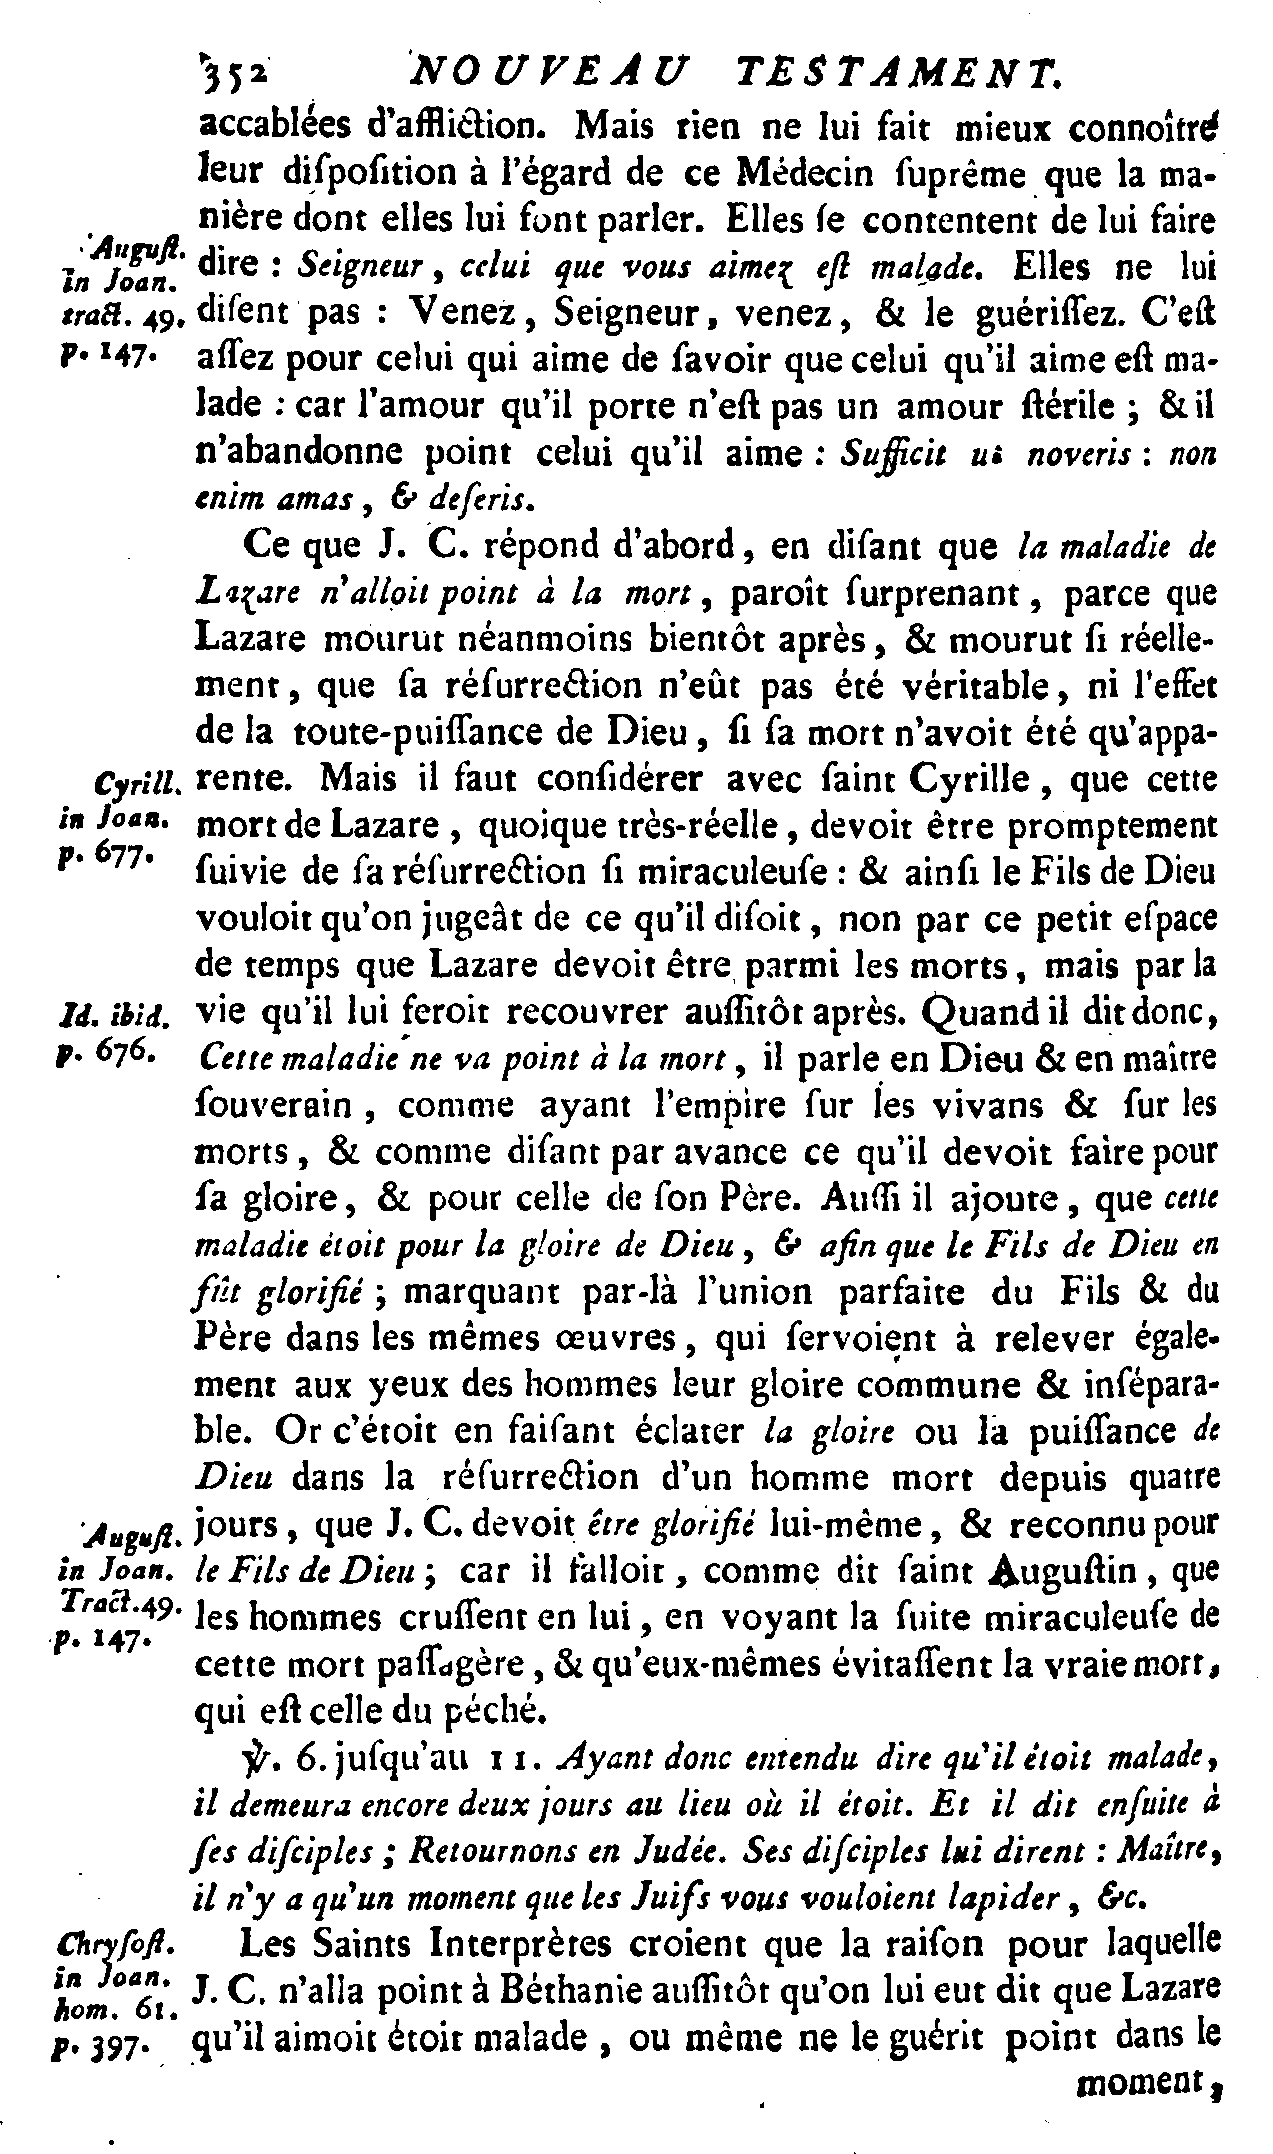 352 NOUVEAU TESTAMENT.
accablées d'affliction. Mais rien ne lui fait mieux connoître
leur diſpoſition à l'égard de ce Médecin ſuprême que la ma-
nière dont elles lui font parler. Elles ſe contentent de lui faire
Auguſt.
in Joan.
tract. 49.
p. 147.
dire : Seigneur, celui que vous aimez eſt malade. Elles ne lui
diſent pas : Venez, Seigneur, venez, & le guériſſez. C'eſt
aſſez pour celui qui aime de ſavoir que celui qu'il aime eſt ma-
lade : car l'amour qu'il porte n'eſt pas un amour ſtérile ; & il
n'abandonne point celui qu'il aime : Sufficit ut noveris : non
enim amas, & deſeris.
Ce que J. C. répond d'abord, en diſant que la maladie de
Lazare n'alloit point à la mort, paroît ſurprenant, parce que
Lazare mourut néanmoins bientôt après, & mourut ſi réelle-
ment, que ſa réſurrection n'eût pas été véritable, ni l'effet
de la toute-puiſſance de Dieu, ſi ſa mort n'avoit été qu'appa-
Cyrill.
in Joan.
p. 677.
rente. Mais il faut conſidérer avec ſaint Cyrille, que cette
mort de Lazare, quoique très-réelle, devoit être promptement
ſuivie de ſa réſurrection ſi miraculeuſe : & ainſi le Fils de Dieu
vouloit qu'on jugeât de ce qu'il diſoit, non par ce petit eſpace
de temps que Lazare devoit être parmi les morts, mais par la
Id. ibid.
p. 676.
vie qu'il lui feroit recouvrer auſſitôt après. Quand il dit donc,
Cette maladie ne va point à la mort, il parle en Dieu & en maître
ſouverain, comme ayant l'empire ſur les vivans & ſur les
morts, & comme diſant par avance ce qu'il devoit faire pour
ſa gloire, & pour celle de ſon Père. Auſſi il ajoute, que cette
maladie étoit pour la gloire de Dieu, & afin que le Fils de Dieu en
fût glorifié ; marquant par-là l'union parfaite du Fils & du
Père dans les mêmes œuvres, qui ſervoient à relever égale-
ment aux yeux des hommes leur gloire commune & inſépara-
ble. Or c'étoit en faiſant éclater la gloire ou la puiſſance de
Dieu dans la réſurrection d'un homme mort depuis quatre
Auguſt.
in Joan.
Tract. 49.
p. 147.
jours, que J. C. devoit être glorifié lui-même, & reconnu pour
le Fils de Dieu ; car il falloit, comme dit ſaint Auguſtin, que
les hommes cruſſent en lui, en voyant la ſuite miraculeuſe de
cette mort paſſagère, & qu'eux-mêmes évitaſſent la vraie mort,
qui eſt celle du péché.
℣. 6. juſqu'au 11. Ayant donc entendu dire qu'il étoit malade,
il demeura encore deux jours au lieu où il étoit. Et il dit enſuite à
ſes diſciples ; Retournons en Judée. Ses diſciples lui dirent : Maître,
il n'y a qu'un moment que les Juifs vous vouloient lapider, &c.
Chryſoſt.
in Joan.
hom. 61.
p. 397.
Les Saints Interprètes croient que la raiſon pour laquelle
J. C. n'alla point à Béthanie auſſitôt qu'on lui eut dit que Lazare
qu'il aimoit étoit malade, ou même ne le guérit point dans le
moment,